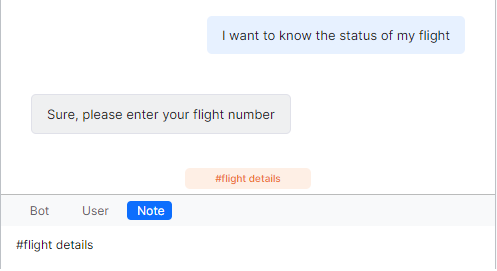 I want to know the status of my flight
Sure, please enter your flight number
#flight details
Bot User Note
#flight details